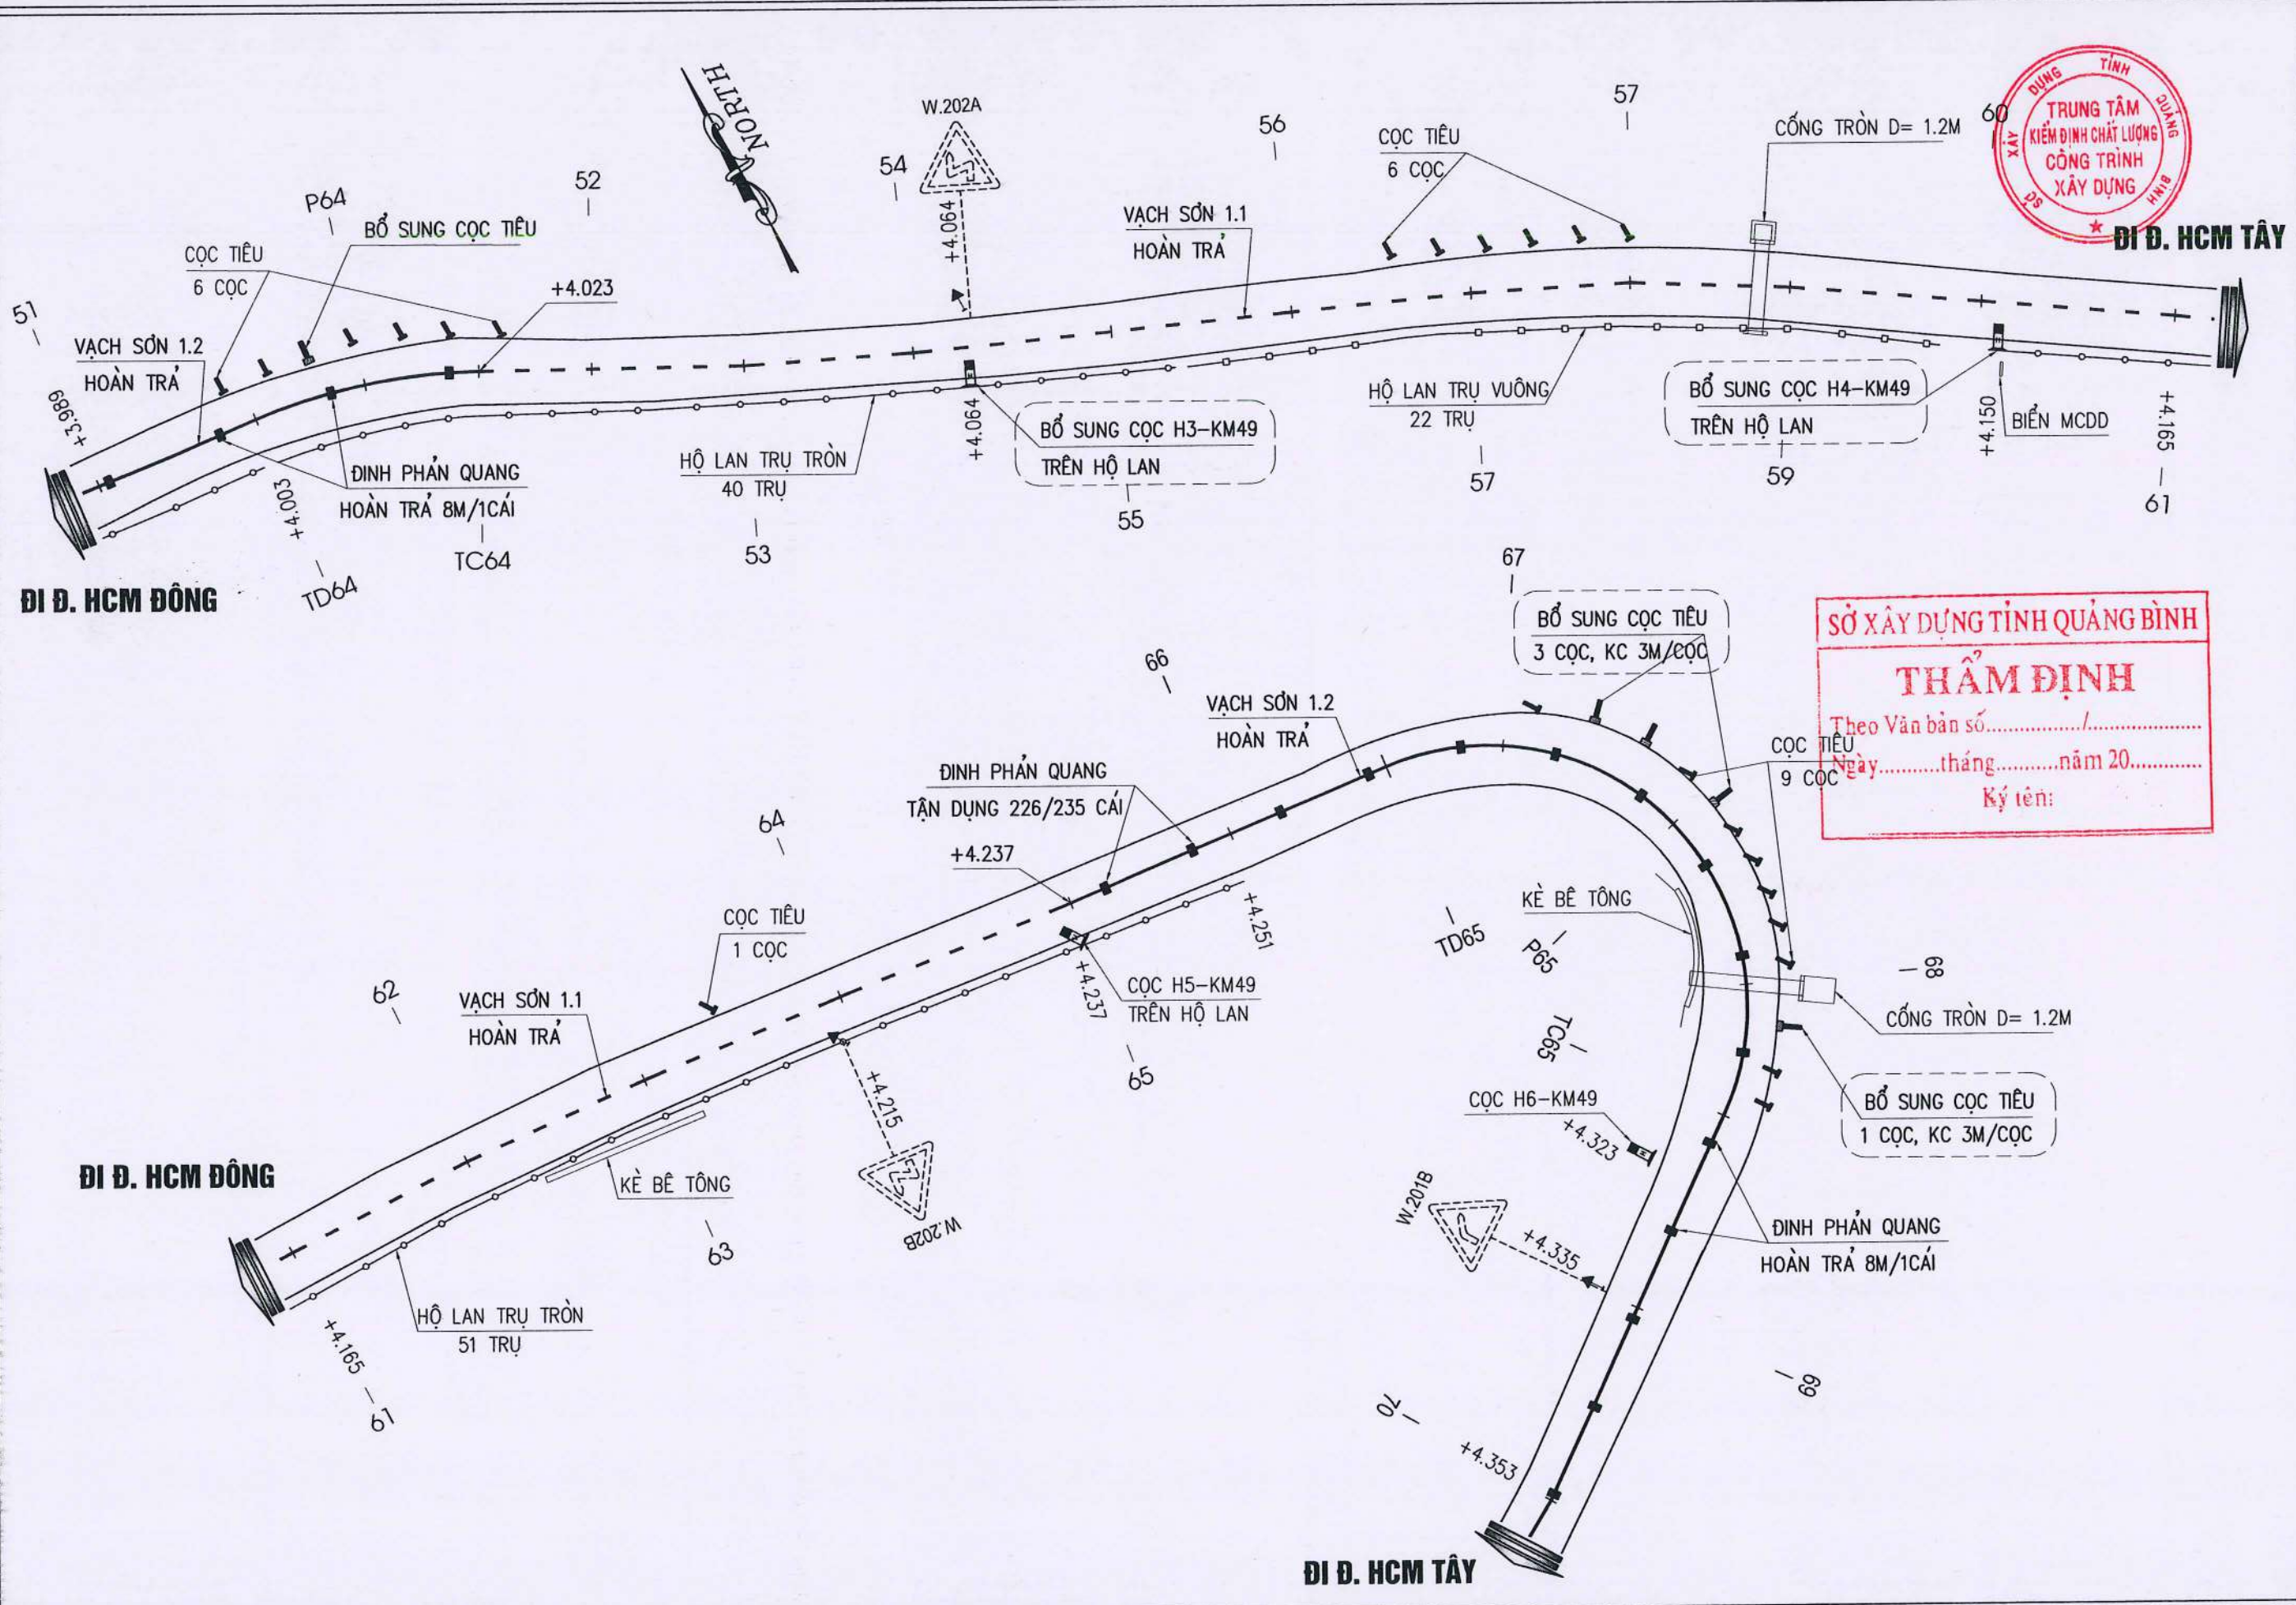 NORTH
W.202A
51
P64
52
54
56
57
60
SỞ XÂY DỰNG TỈNH QUẢNG BÌNH
TRUNG TÂM
KIỂM ĐỊNH CHẤT LƯỢNG
CÔNG TRÌNH
XÂY DỰNG
ĐI Đ. HCM TÂY
CỌC TIÊU
6 CỌC
BỔ SUNG CỌC TIÊU
+4.023
+4.064
VẠCH SƠN 1.1
HOÀN TRẢ
CỌC TIÊU
6 CỌC
CỐNG TRÒN D= 1.2M
VẠCH SƠN 1.2
HOÀN TRẢ
+3.989
ĐINH PHẢN QUANG
HOÀN TRẢ 8M/1CÁI
+4.003
TD64
TC64
HỘ LAN TRỤ TRÒN
40 TRỤ
53
+4.064
BỔ SUNG CỌC H3-KM49
TRÊN HỘ LAN
55
HỘ LAN TRỤ VUÔNG
22 TRỤ
57
BỔ SUNG CỌC H4-KM49
TRÊN HỘ LAN
59
+4.150
BIỂN MCDD
+4.165
61
ĐI Đ. HCM ĐÔNG
67
BỔ SUNG CỌC TIÊU
3 CỌC, KC 3M/CỌC
SỞ XÂY DỰNG TỈNH QUẢNG BÌNH
THẨM ĐỊNH
Theo Văn bản số................/...................
Ngày..........tháng..........năm 20............
Ký tên:
66
VẠCH SƠN 1.2
HOÀN TRẢ
CỌC TIÊU
9 CỌC
ĐINH PHẢN QUANG
TẬN DỤNG 226/235 CÁI
64
+4.237
CỌC TIÊU
1 CỌC
+4.251
KÈ BÊ TÔNG
TD65
P65
68
62
VẠCH SƠN 1.1
HOÀN TRẢ
+4.237
CỌC H5-KM49
TRÊN HỘ LAN
65
CỐNG TRÒN D= 1.2M
TC65
+4.215
CỌC H6-KM49
+4.323
BỔ SUNG CỌC TIÊU
1 CỌC, KC 3M/CỌC
ĐI Đ. HCM ĐÔNG
KÈ BÊ TÔNG
63
W.202B
W.201B
+4.335
ĐINH PHẢN QUANG
HOÀN TRẢ 8M/1CÁI
HỘ LAN TRỤ TRÒN
51 TRỤ
+4.165
61
70
69
+4.353
ĐI Đ. HCM TÂY